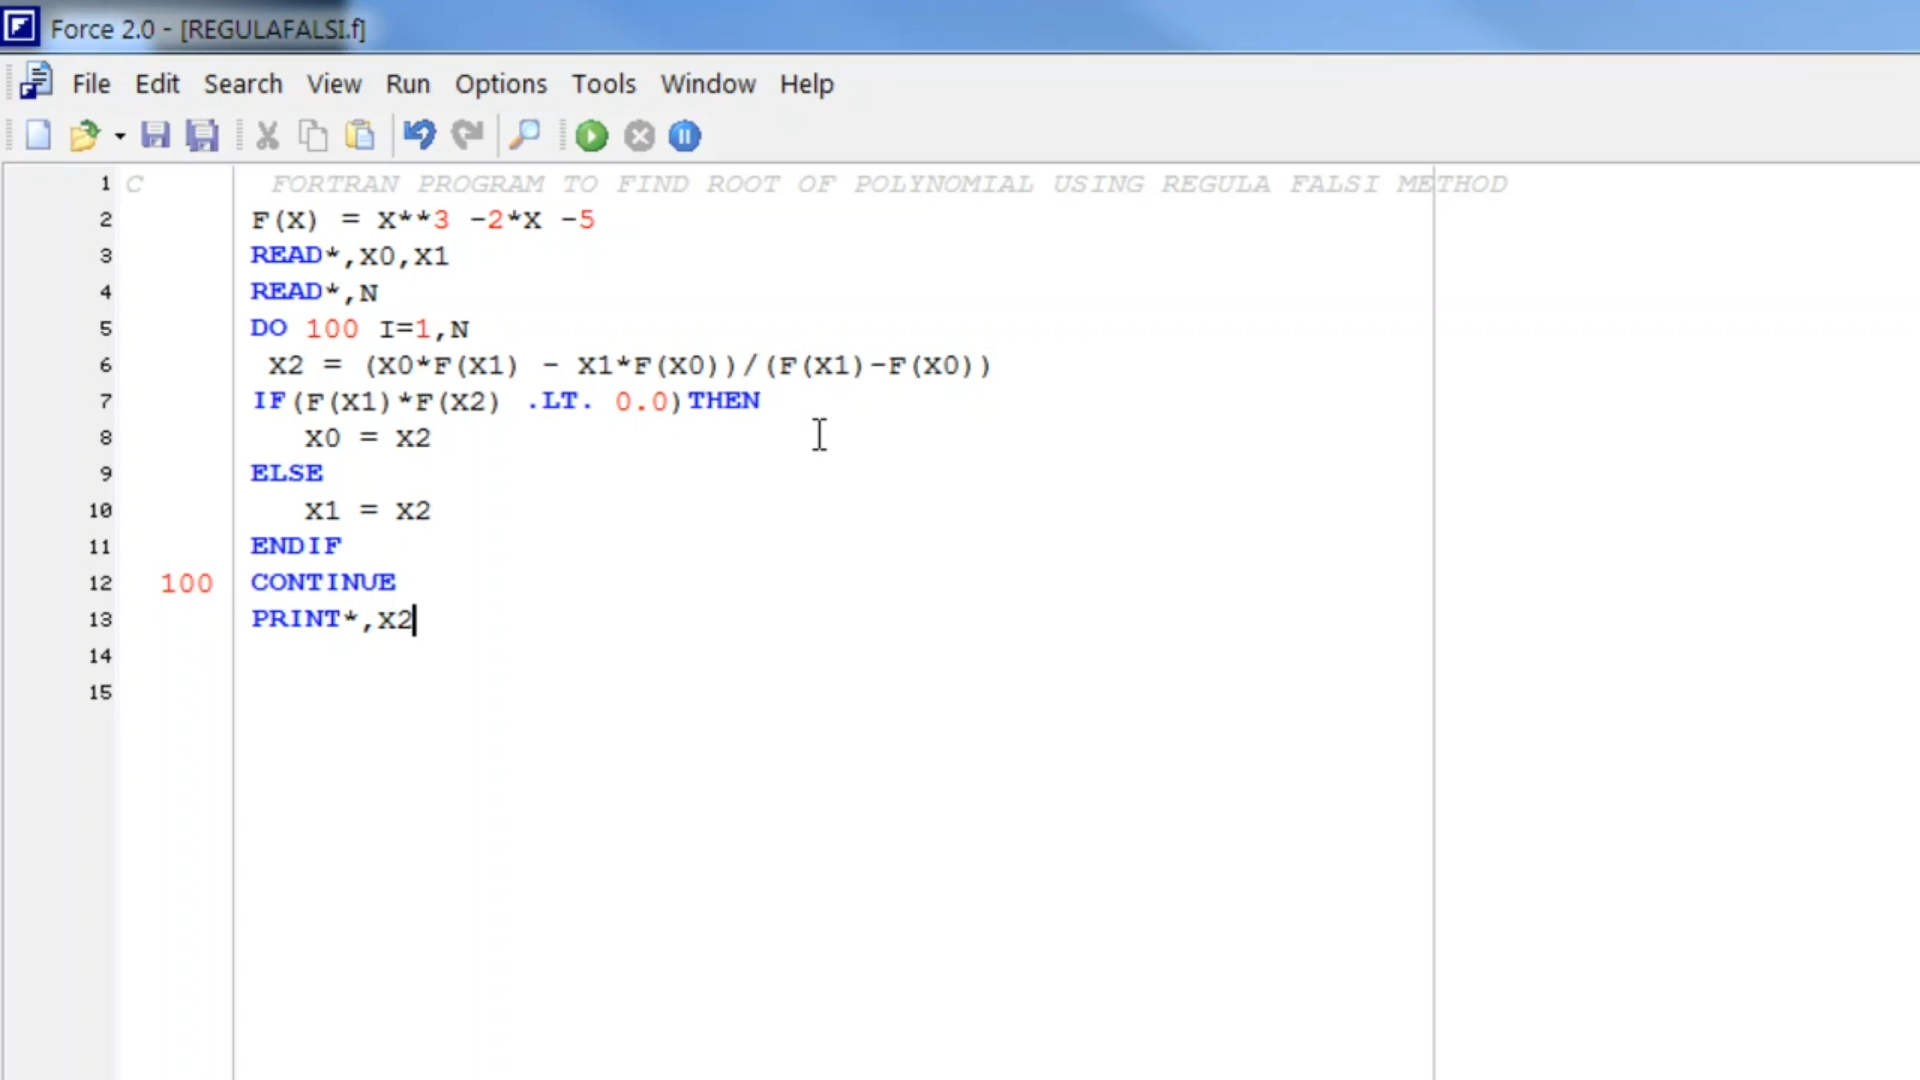 Force 2.0 - [REGULAFALSI.f]
File Edit Search View Run Options Tools Window Help
1 C FORTRAN PROGRAM TO FIND ROOT OF POLYNOMIAL USING REGULA FALSI METHOD
2 F(X) = X**3 -2*X -5
3 READ*,X0,X1
4 READ*,N
5 DO 100 I=1,N
6 X2 = (X0*F(X1) - X1*F(X0))/(F(X1)-F(X0))
7 IF(F(X1)*F(X2) .LT. 0.0)THEN
8 X0 = X2
9 ELSE
10 X1 = X2
11 ENDIF
12 100 CONTINUE
13 PRINT*,X2
14
15